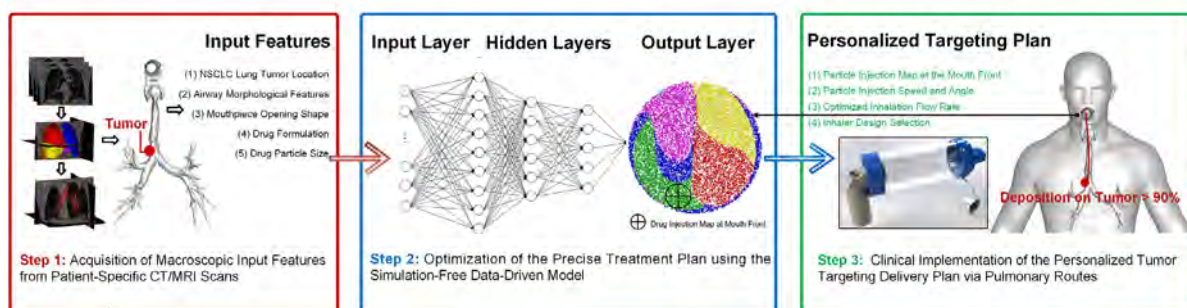 Input Features
(1) NSCLC Lung Tumor Location
(2) Airway Morphological Features
(3) Mouthpiece Opening Shape
(4) Drug Formulation
(5) Drug Particle Size
Tumor
Step 1: Acquisition of Macroscopic Input Features
from Patient-Specific CT/MRI Scans
Input Layer Hidden Layers Output Layer
Drug Injection Map at Mouth Front
Step 2: Optimization of the Precise Treatment Plan using the
Simulation-Free Data-Driven Model
Personalized Targeting Plan
(1) Particle Injection Map at the Mouth Front
(2) Particle Injection Speed and Angle
(3) Optimized Inhalation Flow Rate
(4) Inhaler Design Selection
Deposition on Tumor > 90%
Step 3: Clinical Implementation of the Personalized Tumor
Targeting Delivery Plan via Pulmonary Routes